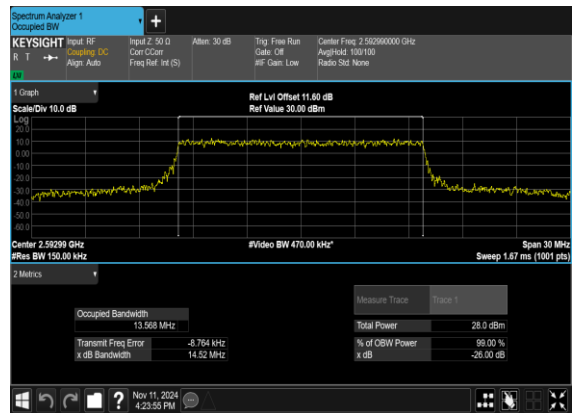 Spectrum Analyzer 1
Occupied BW
KEYSIGHT Input: RF Input Z: 50 Ω Atten: 30 dB Trig: Free Run Center Freq: 2.592990000 GHz
R T Coupling: DC Corr CCorr Gate: Off Avg|Hold: 100/100
Align: Auto Freq Ref: Int (S) #IF Gain: Low Radio Std: None
LW
1 Graph
Ref Lvl Offset 11.60 dB
Scale/Div 10.0 dB Ref Value 30.00 dBm
Log
20.0
10.0
0.00
-10.0
-20.0
-30.0
-40.0
-50.0
-60.0
Center 2.59299 GHz #Video BW 470.00 kHz* Span 30 MHz
#Res BW 150.00 kHz Sweep 1.67 ms (1001 pts)
2 Metrics
Measure Trace Trace 1
Occupied Bandwidth
13.568 MHz Total Power 28.0 dBm
Transmit Freq Error -8.764 kHz % of OBW Power 99.00 %
x dB Bandwidth 14.52 MHz x dB -26.00 dB
? Nov 11, 2024
4:23:55 PM